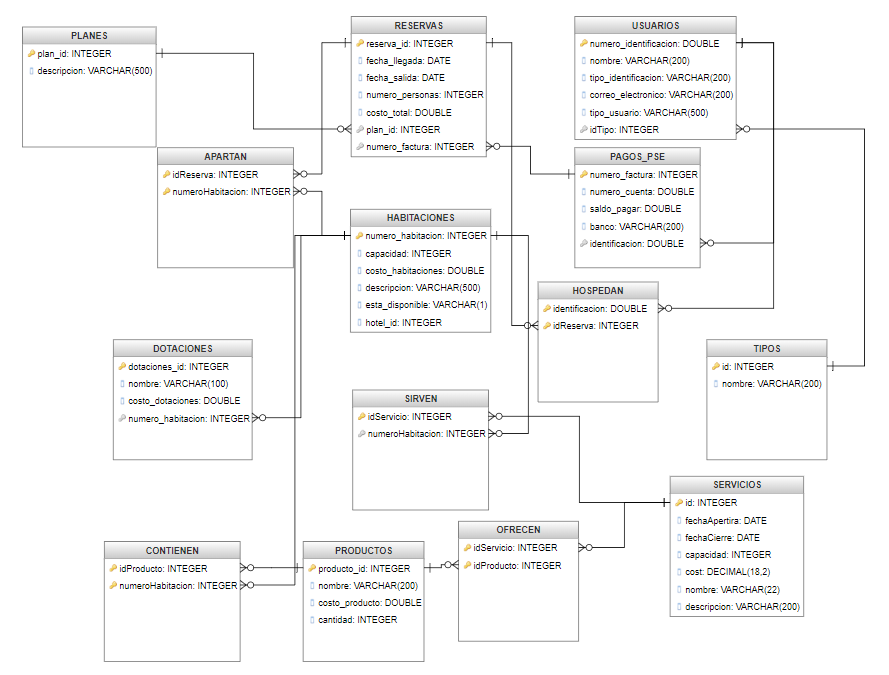 PLANES
plan_id: INTEGER
descripcion: VARCHAR(500)
RESERVAS
reserva_id: INTEGER
fecha_llegada: DATE
fecha_salida: DATE
numero_personas: INTEGER
costo_total: DOUBLE
plan_id: INTEGER
numero_factura: INTEGER
USUARIOS
numero_identificacion: DOUBLE
nombre: VARCHAR(200)
tipo_identificacion: VARCHAR(200)
correo_electronico: VARCHAR(200)
tipo_usuario: VARCHAR(500)
idTipo: INTEGER
APARTAN
idReserva: INTEGER
numeroHabitacion: INTEGER
PAGOS_PSE
numero_factura: INTEGER
numero_cuenta: DOUBLE
saldo_pagar: DOUBLE
banco: VARCHAR(200)
identificacion: DOUBLE
HABITACIONES
numero_habitacion: INTEGER
capacidad: INTEGER
costo_habitaciones: DOUBLE
descripcion: VARCHAR(500)
esta_disponible: VARCHAR(1)
hotel_id: INTEGER
HOSPEDAN
identificacion: DOUBLE
idReserva: INTEGER
DOTACIONES
dotaciones_id: INTEGER
nombre: VARCHAR(100)
costo_dotaciones: DOUBLE
numero_habitacion: INTEGER
TIPOS
id: INTEGER
nombre: VARCHAR(200)
SIRVEN
idServicio: INTEGER
numeroHabitacion: INTEGER
SERVICIOS
id: INTEGER
fechaApertira: DATE
fechaCierre: DATE
capacidad: INTEGER
cost: DECIMAL(18,2)
nombre: VARCHAR(22)
descripcion: VARCHAR(200)
CONTIENEN
idProducto: INTEGER
numeroHabitacion: INTEGER
PRODUCTOS
producto_id: INTEGER
nombre: VARCHAR(200)
costo_producto: DOUBLE
cantidad: INTEGER
OFRECEN
idServicio: INTEGER
idProducto: INTEGER